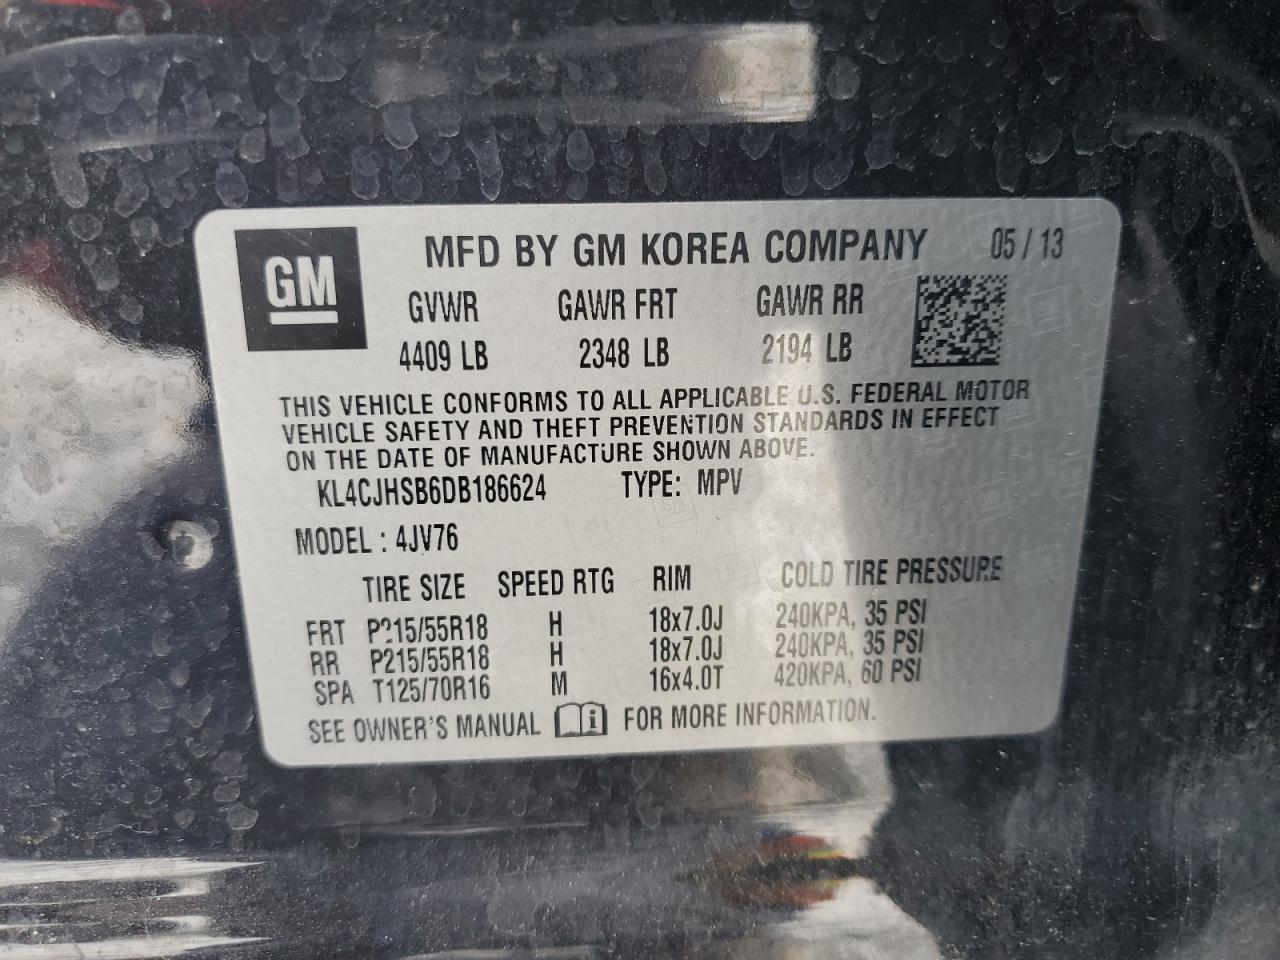 GM
MFD BY GM KOREA COMPANY 05 / 13
GVWR GAWR FRT GAWR RR
4409 LB 2348 LB 2194 LB
THIS VEHICLE CONFORMS TO ALL APPLICABLE U.S. FEDERAL MOTOR
VEHICLE SAFETY AND THEFT PREVENTION STANDARDS IN EFFECT
ON THE DATE OF MANUFACTURE SHOWN ABOVE.
KL4CJHSB6DB186624 TYPE: MPV
MODEL : 4JV76
TIRE SIZE SPEED RTG RIM COLD TIRE PRESSURE
FRT P215/55R18 H 18x7.0J 240KPA, 35 PSI
RR P215/55R18 H 18x7.0J 240KPA, 35 PSI
SPA T125/70R16 M 16x4.0T 420KPA, 60 PSI
SEE OWNER'S MANUAL i FOR MORE INFORMATION.